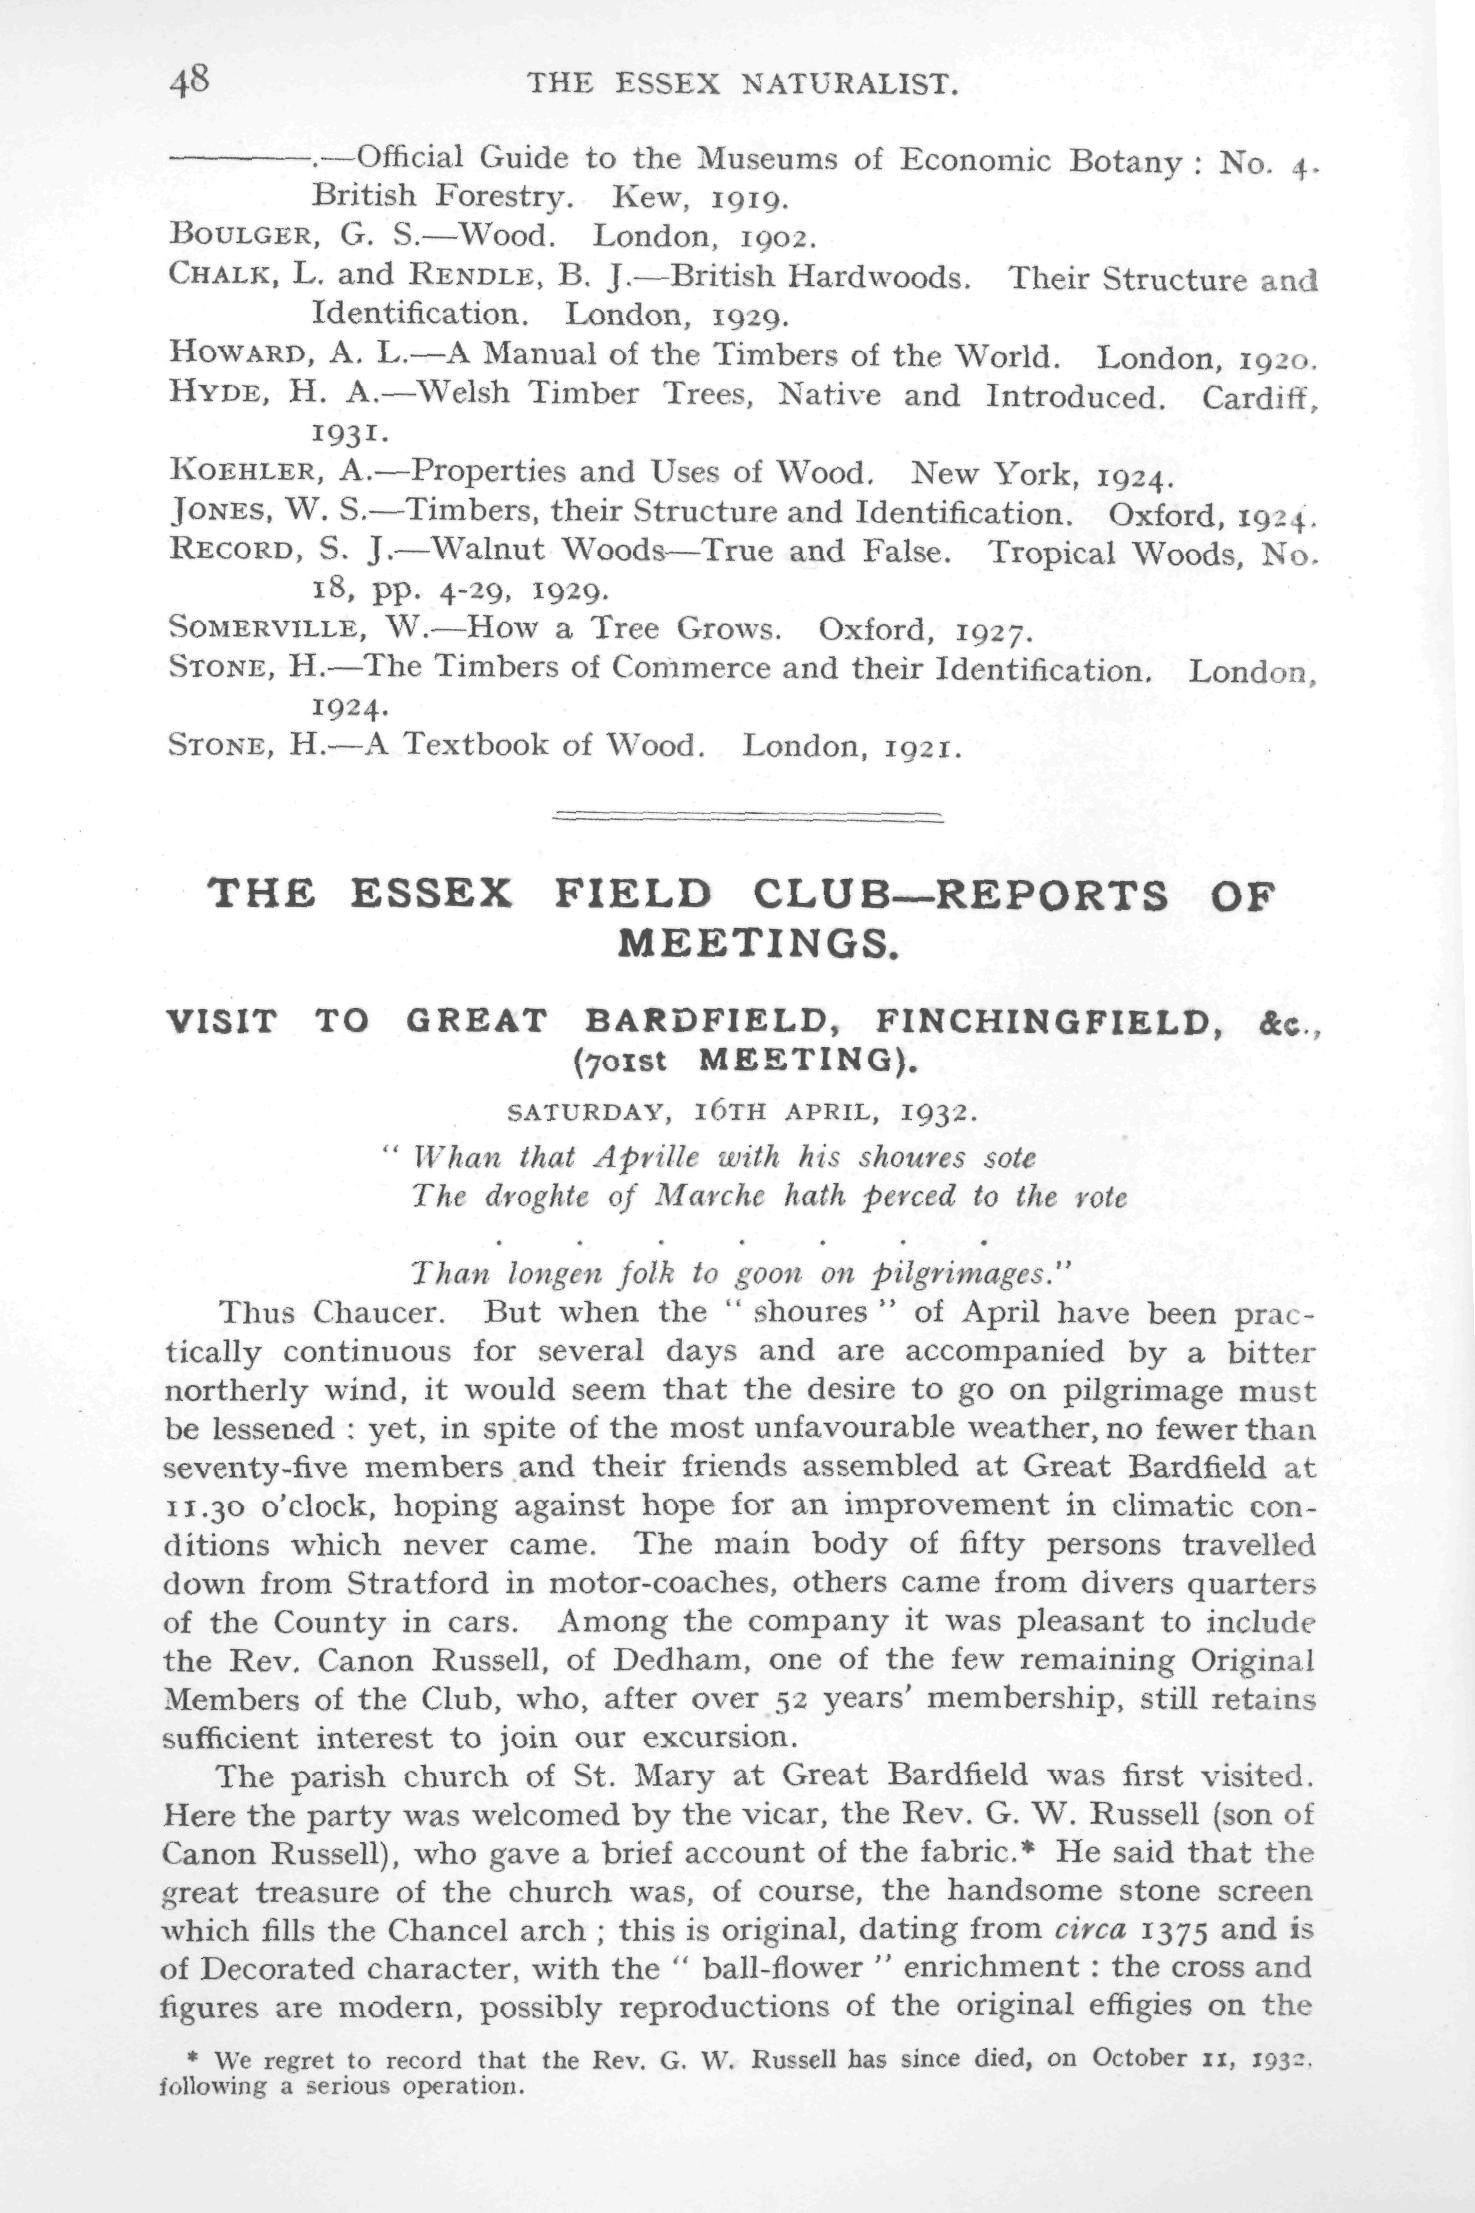 48 THE ESSEX NATURALIST.
————.—Official Guide to the Museums of Economic Botany : No. 4.
British Forestry. Kew, 1919.
BOULGER, G. S.—Wood. London, 1902.
CHALK, L. and RENDLE, B. J.—British Hardwoods. Their Structure and
Identification. London, 1929.
HOWARD, A. L.—A Manual of the Timbers of the World. London, 1920.
HYDE, H. A.—Welsh Timber Trees, Native and Introduced. Cardiff,
1931.
KOEHLER, A.—Properties and Uses of Wood. New York, 1924.
JONES, W. S.—Timbers, their Structure and Identification. Oxford, 1924.
RECORD, S. J.—Walnut Woods—True and False. Tropical Woods, No.
18, pp. 4-29, 1929.
SOMERVILLE, W.—How a Tree Grows. Oxford, 1927.
STONE, H.—The Timbers of Commerce and their Identification. London,
1924.
STONE, H.—A Textbook of Wood. London, 1921.
THE ESSEX FIELD CLUB—REPORTS OF
MEETINGS.
VISIT TO GREAT BARDFIELD, FINCHINGFIELD, &c.,
(701st MEETING).
SATURDAY, 16TH APRIL, 1932.
" Whan that Aprille with his shoures sote
The droghte of Marche hath perced to the rote
. . . . . . .
Than longen folk to goon on pilgrimages."
Thus Chaucer. But when the " shoures " of April have been prac-
tically continuous for several days and are accompanied by a bitter
northerly wind, it would seem that the desire to go on pilgrimage must
be lessened : yet, in spite of the most unfavourable weather, no fewer than
seventy-five members and their friends assembled at Great Bardfield at
11.30 o'clock, hoping against hope for an improvement in climatic con-
ditions which never came. The main body of fifty persons travelled
down from Stratford in motor-coaches, others came from divers quarters
of the County in cars. Among the company it was pleasant to include
the Rev. Canon Russell, of Dedham, one of the few remaining Original
Members of the Club, who, after over 52 years' membership, still retains
sufficient interest to join our excursion.
The parish church of St. Mary at Great Bardfield was first visited.
Here the party was welcomed by the vicar, the Rev. G. W. Russell (son of
Canon Russell), who gave a brief account of the fabric.* He said that the
great treasure of the church was, of course, the handsome stone screen
which fills the Chancel arch ; this is original, dating from circa 1375 and is
of Decorated character, with the " ball-flower " enrichment : the cross and
figures are modern, possibly reproductions of the original effigies on the
* We regret to record that the Rev. G. W. Russell has since died, on October 11, 1932,
following a serious operation.